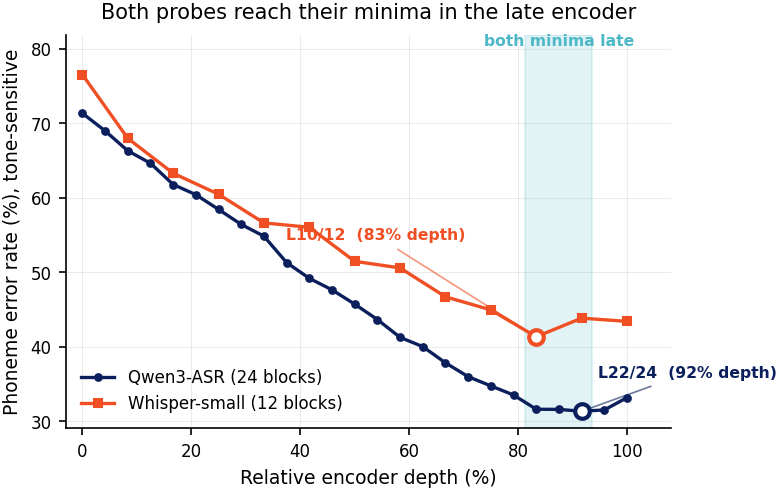 Both probes reach their minima in the late encoder
both minima late
80
70
60
50
40
30
Phoneme error rate (%), tone-sensitive
L10/12 (83% depth)
L22/24 (92% depth)
Qwen3-ASR (24 blocks)
Whisper-small (12 blocks)
0
20
40
60
80
100
Relative encoder depth (%)